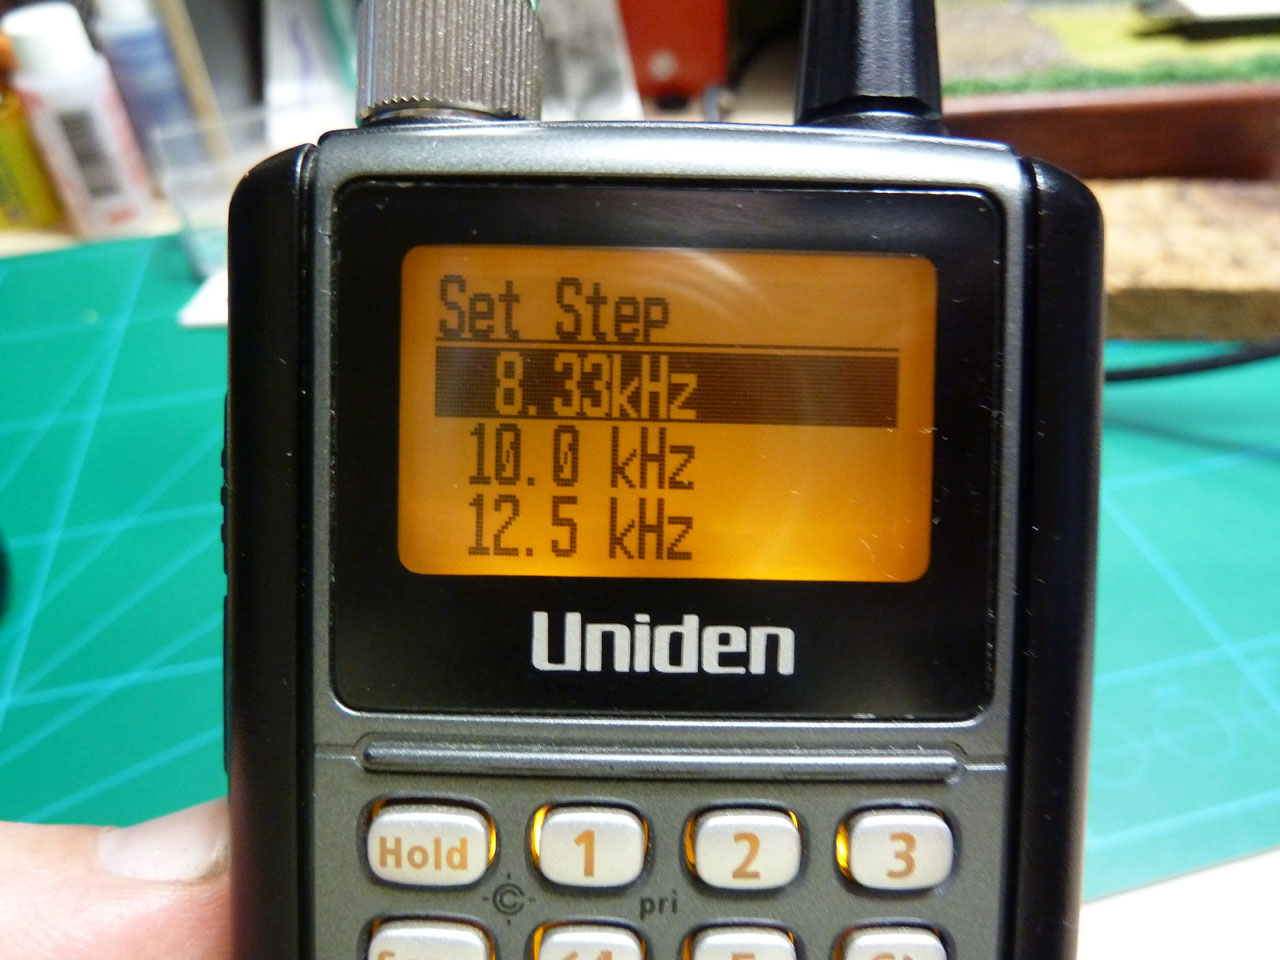 Set Step
8.33kHz
10.0 kHz
12.5 kHz
Uniden
Hold 1 2 3
pri